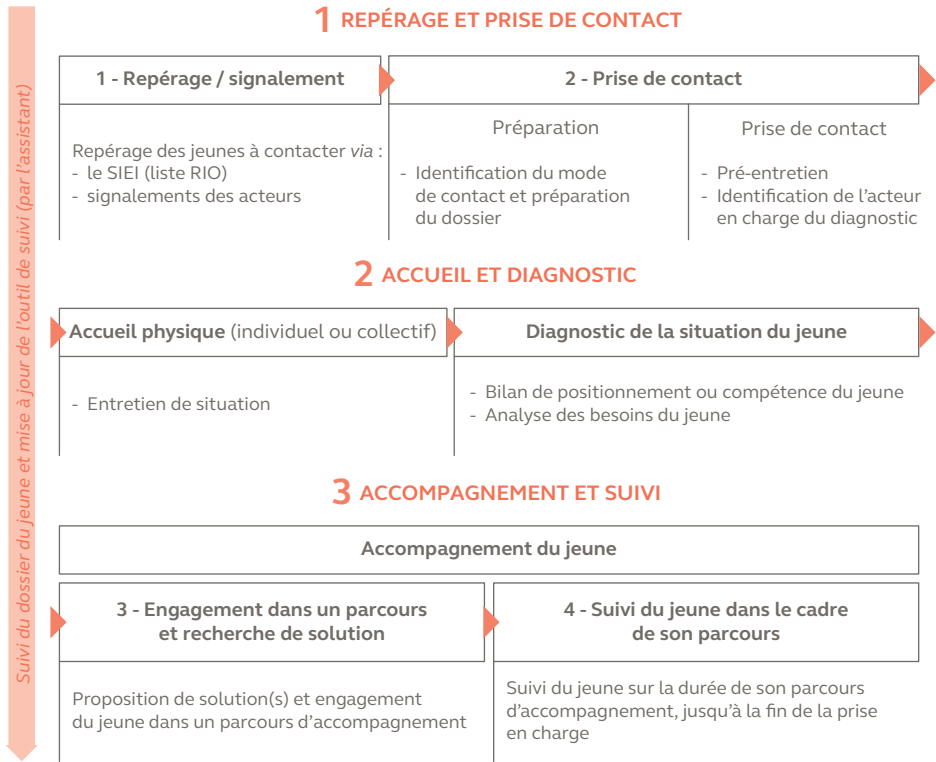 Suivi du dossier du jeune et mise à jour de l'outil de suivi (par l'assistant)
1 REPÉRAGE ET PRISE DE CONTACT
1 - Repérage / signalement
2 - Prise de contact
Repérage des jeunes à contacter via :
- le SIEI (liste RIO)
- signalements des acteurs
Préparation
- Identification du mode
de contact et préparation
du dossier
Prise de contact
- Pré-entretien
- Identification de l'acteur
en charge du diagnostic
2 ACCUEIL ET DIAGNOSTIC
Accueil physique (individuel ou collectif)
Diagnostic de la situation du jeune
- Entretien de situation
- Bilan de positionnement ou compétence du jeune
- Analyse des besoins du jeune
3 ACCOMPAGNEMENT ET SUIVI
Accompagnement du jeune
3 - Engagement dans un parcours
et recherche de solution
4 - Suivi du jeune dans le cadre
de son parcours
Proposition de solution(s) et engagement
du jeune dans un parcours d'accompagnement
Suivi du jeune sur la durée de son parcours
d'accompagnement, jusqu'à la fin de la prise
en charge